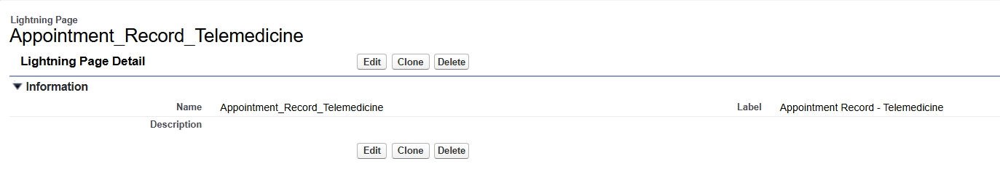 Lightning Page
Appointment_Record_Telemedicine
Lightning Page Detail Edit Clone Delete
Information
Name Appointment_Record_Telemedicine Label Appointment Record - Telemedicine
Description
Edit Clone Delete